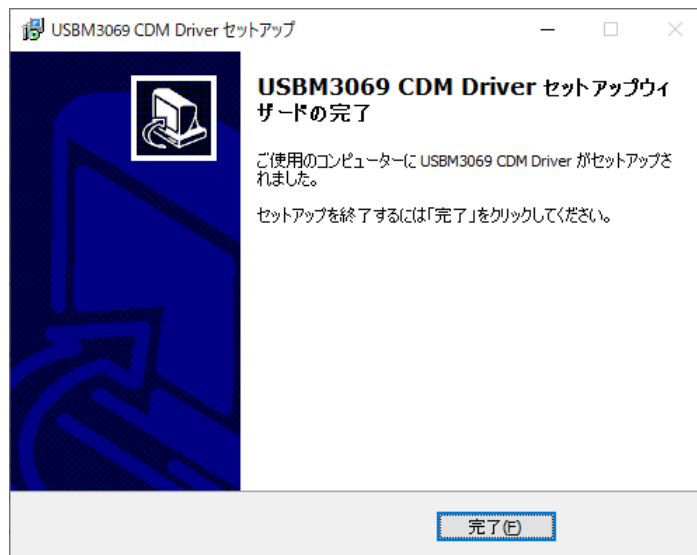 USBM3069 CDM Driver セットアップ
USBM3069 CDM Driver セットアップウィ
ザードの完了
ご使用のコンピューターに USBM3069 CDM Driver がセットアップさ
れました。
セットアップを終了するには「完了」をクリックしてください。
完了(F)